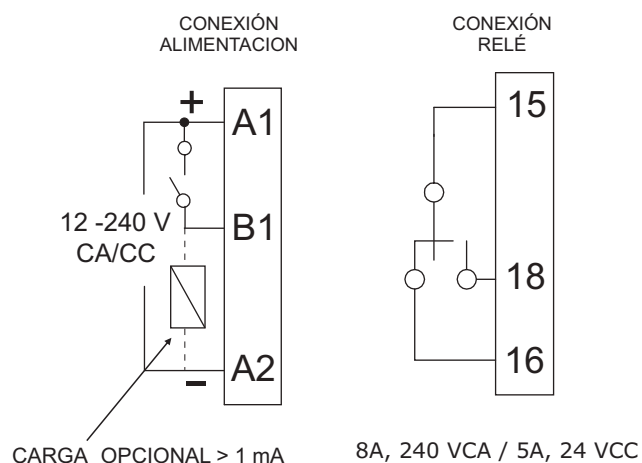 CONEXIÓN
ALIMENTACION
+
A1
12 -240 V
CA/CC
B1
A2
–
CARGA OPCIONAL > 1 mA
CONEXIÓN
RELÉ
15
18
16
8A, 240 VCA / 5A, 24 VCC